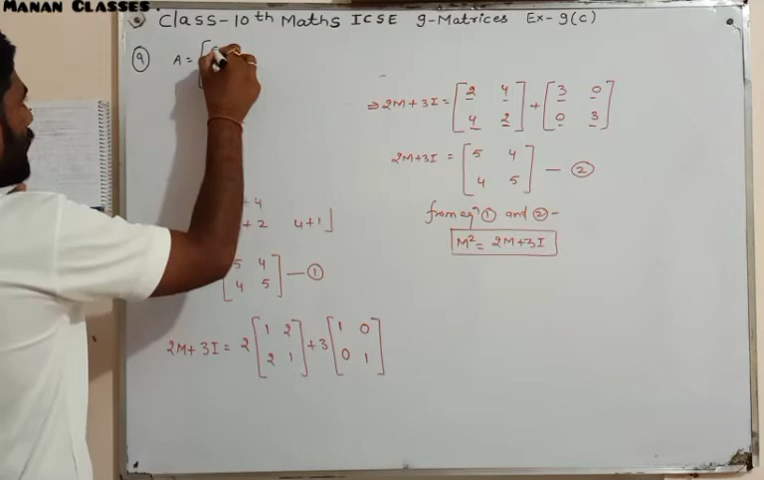 MANAN CLASSES.
Class-10th Maths ICSE 9-Matrices Ex-9(c)
9 A = [
+ 4
+ 2 4+1]
[5 4
4 5] — 1
2M+3I = 2[1 2
2 1] + 3[1 0
0 1]
⇒ 2M+3I = [2 4
4 2] + [3 0
0 3]
2M+3I = [5 4
4 5] — 2
from eqn 1 and 2 -
M² = 2M+3I